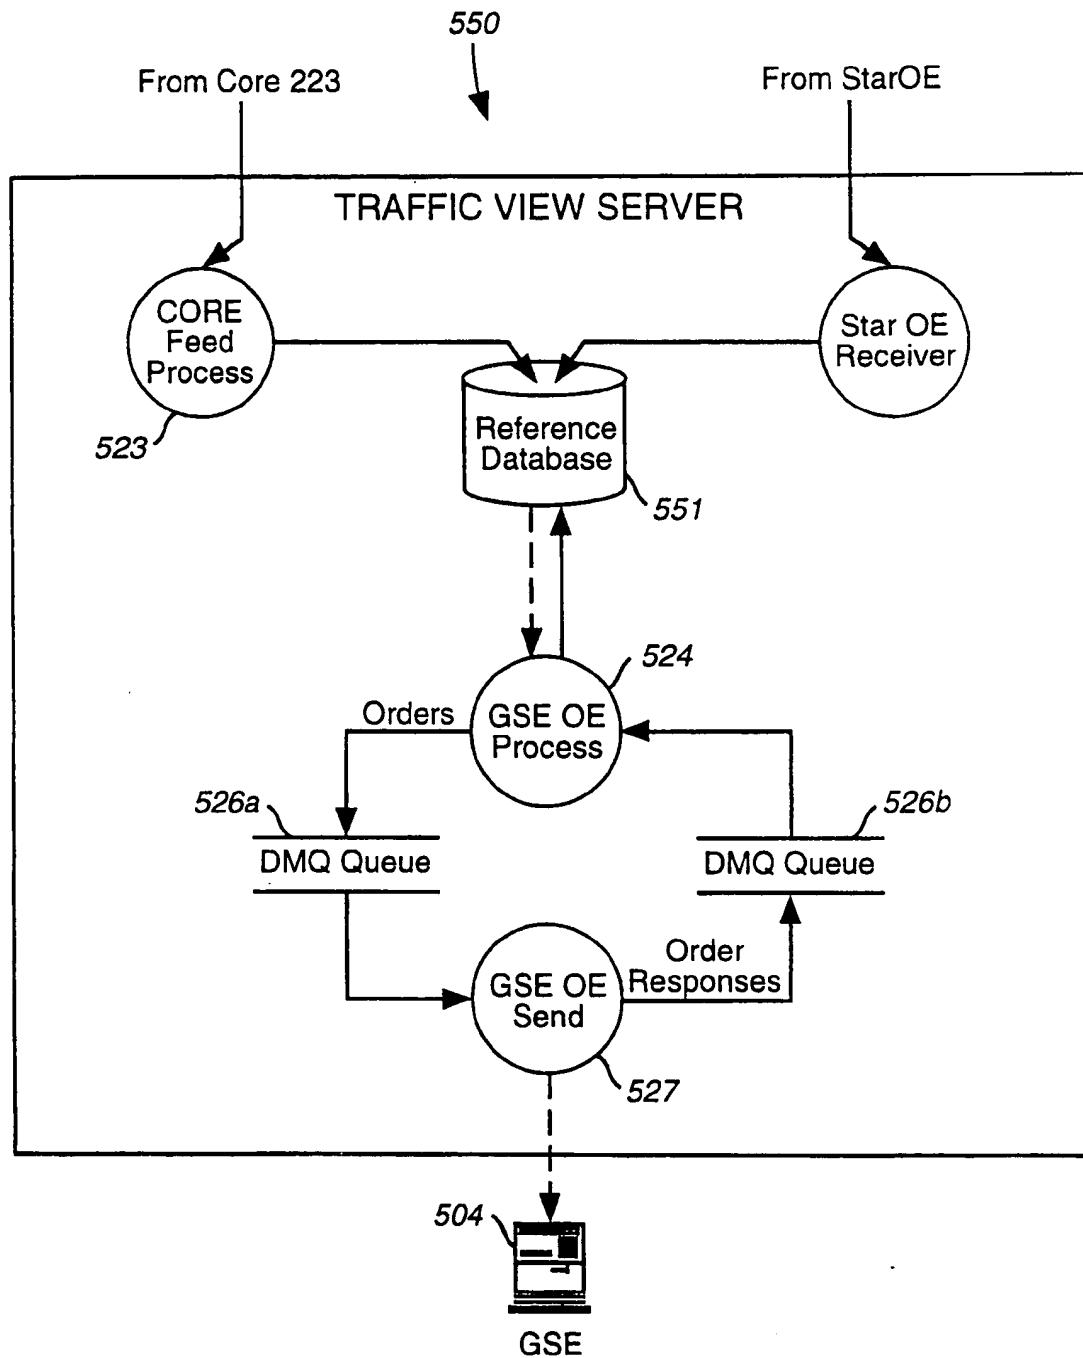 550
From Core 223
From StarOE
TRAFFIC VIEW SERVER
CORE
Feed
Process
523
Star OE
Receiver
Reference
Database
551
524
Orders
GSE OE
Process
526a
DMQ Queue
526b
DMQ Queue
Order
Responses
GSE OE
Send
527
504
GSE